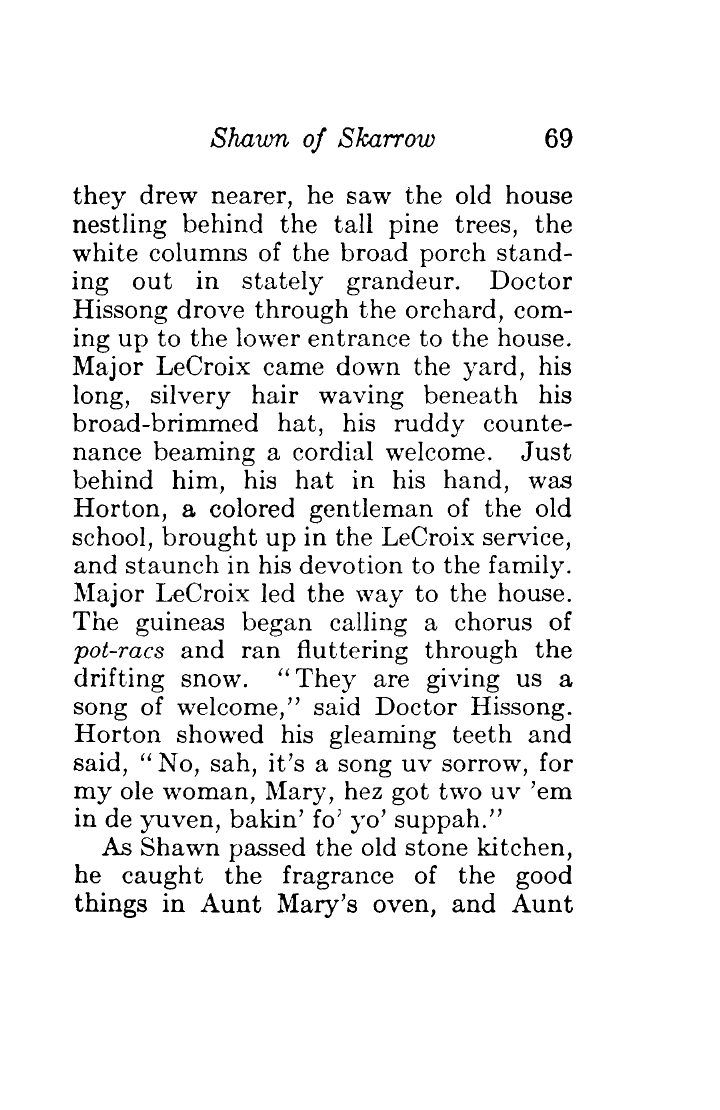 Shawn of Skarrow 69
they drew nearer, he saw the old house
nestling behind the tall pine trees, the
white columns of the broad porch stand-
ing out in stately grandeur. Doctor
Hissong drove through the orchard, com-
ing up to the lower entrance to the house.
Major LeCroix came down the yard, his
long, silvery hair waving beneath his
broad-brimmed hat, his ruddy counte-
nance beaming a cordial welcome. Just
behind him, his hat in his hand, was
Horton, a colored gentleman of the old
school, brought up in the LeCroix service,
and staunch in his devotion to the family.
Major LeCroix led the way to the house.
The guineas began calling a chorus of
pot-racs and ran fluttering through the
drifting snow. "They are giving us a
song of welcome," said Doctor Hissong.
Horton showed his gleaming teeth and
said, "No, sah, it's a song uv sorrow, for
my ole woman, Mary, hez got two uv 'em
in de yuven, bakin' fo' yo' suppah."
As Shawn passed the old stone kitchen,
he caught the fragrance of the good
things in Aunt Mary's oven, and Aunt